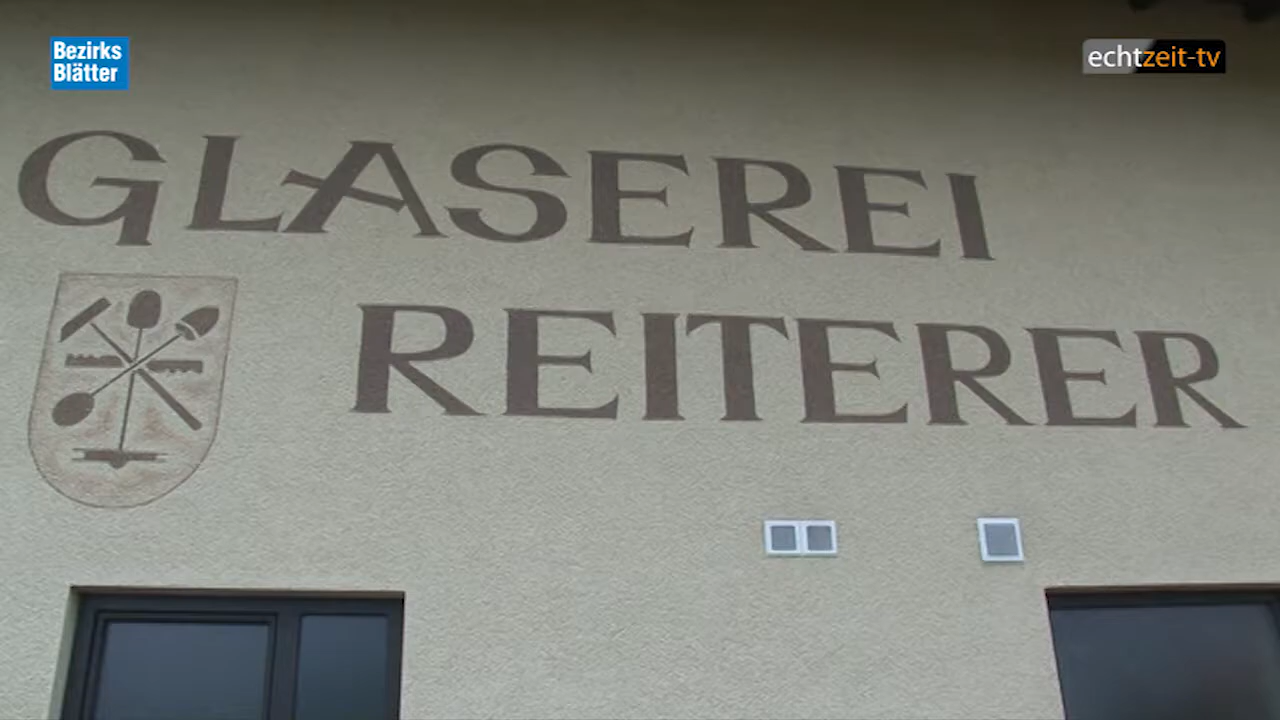 Bezirks
Blätter
echtzeit-tv
GLASEREI
REITERER